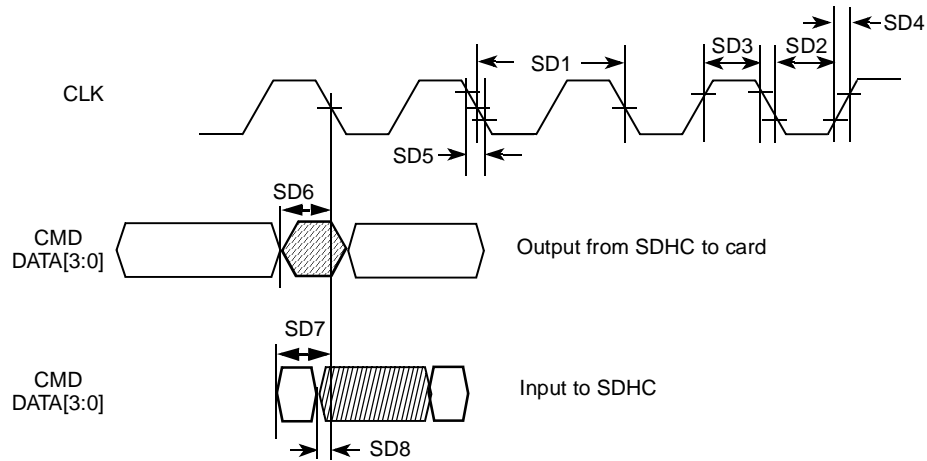 SD4
SD3
SD2
SD1
CLK
SD5
SD6
CMD
DATA[3:0]
Output from SDHC to card
SD7
CMD
DATA[3:0]
Input to SDHC
SD8